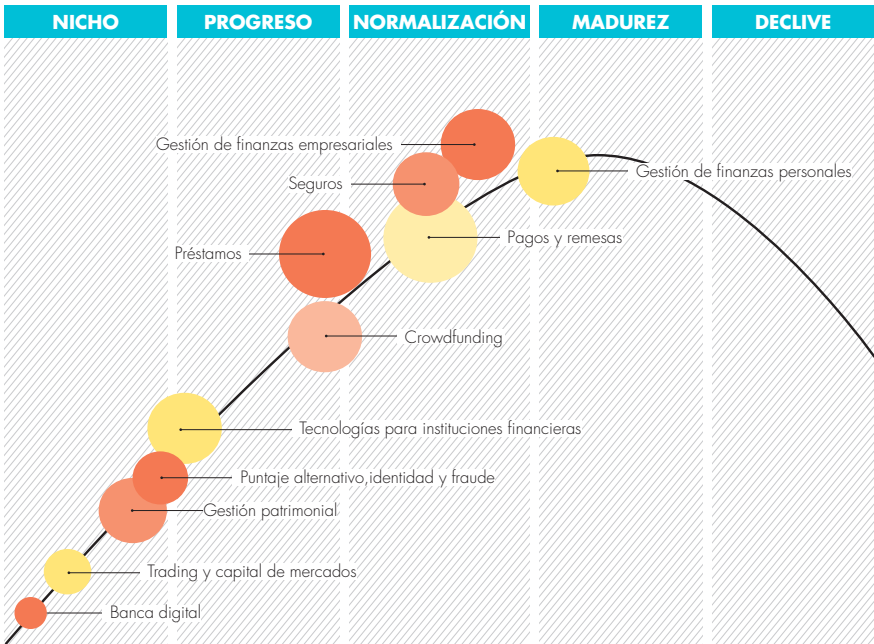 NICHO
PROGRESO
NORMALIZACIÓN
MADUREZ
DECLIVE
Gestión de finanzas empresariales
Gestión de finanzas personales
Seguros
Pagos y remesas
Préstamos
Crowdfunding
Tecnologías para instituciones financieras
Puntaje alternativo,identidad y fraude
Gestión patrimonial
Trading y capital de mercados
Banca digital